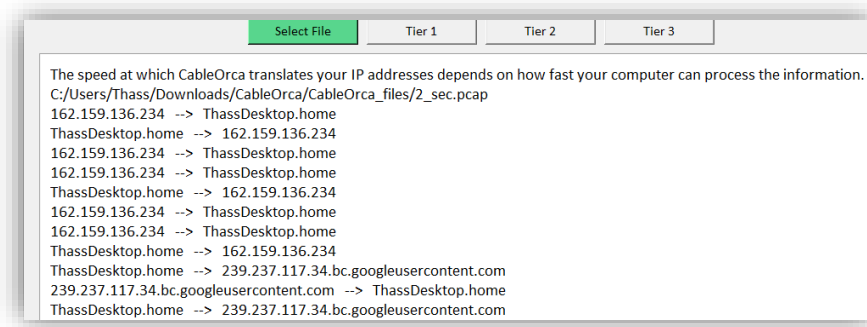 Select File Tier 1 Tier 2 Tier 3
The speed at which CableOrca translates your IP addresses depends on how fast your computer can process the information.
C:/Users/Thass/Downloads/CableOrca/CableOrca_files/2_sec.pcap
162.159.136.234 --> ThassDesktop.home
ThassDesktop.home --> 162.159.136.234
162.159.136.234 --> ThassDesktop.home
162.159.136.234 --> ThassDesktop.home
ThassDesktop.home --> 162.159.136.234
162.159.136.234 --> ThassDesktop.home
162.159.136.234 --> ThassDesktop.home
ThassDesktop.home --> 162.159.136.234
ThassDesktop.home --> 239.237.117.34.bc.googleusercontent.com
239.237.117.34.bc.googleusercontent.com --> ThassDesktop.home
ThassDesktop.home --> 239.237.117.34.bc.googleusercontent.com